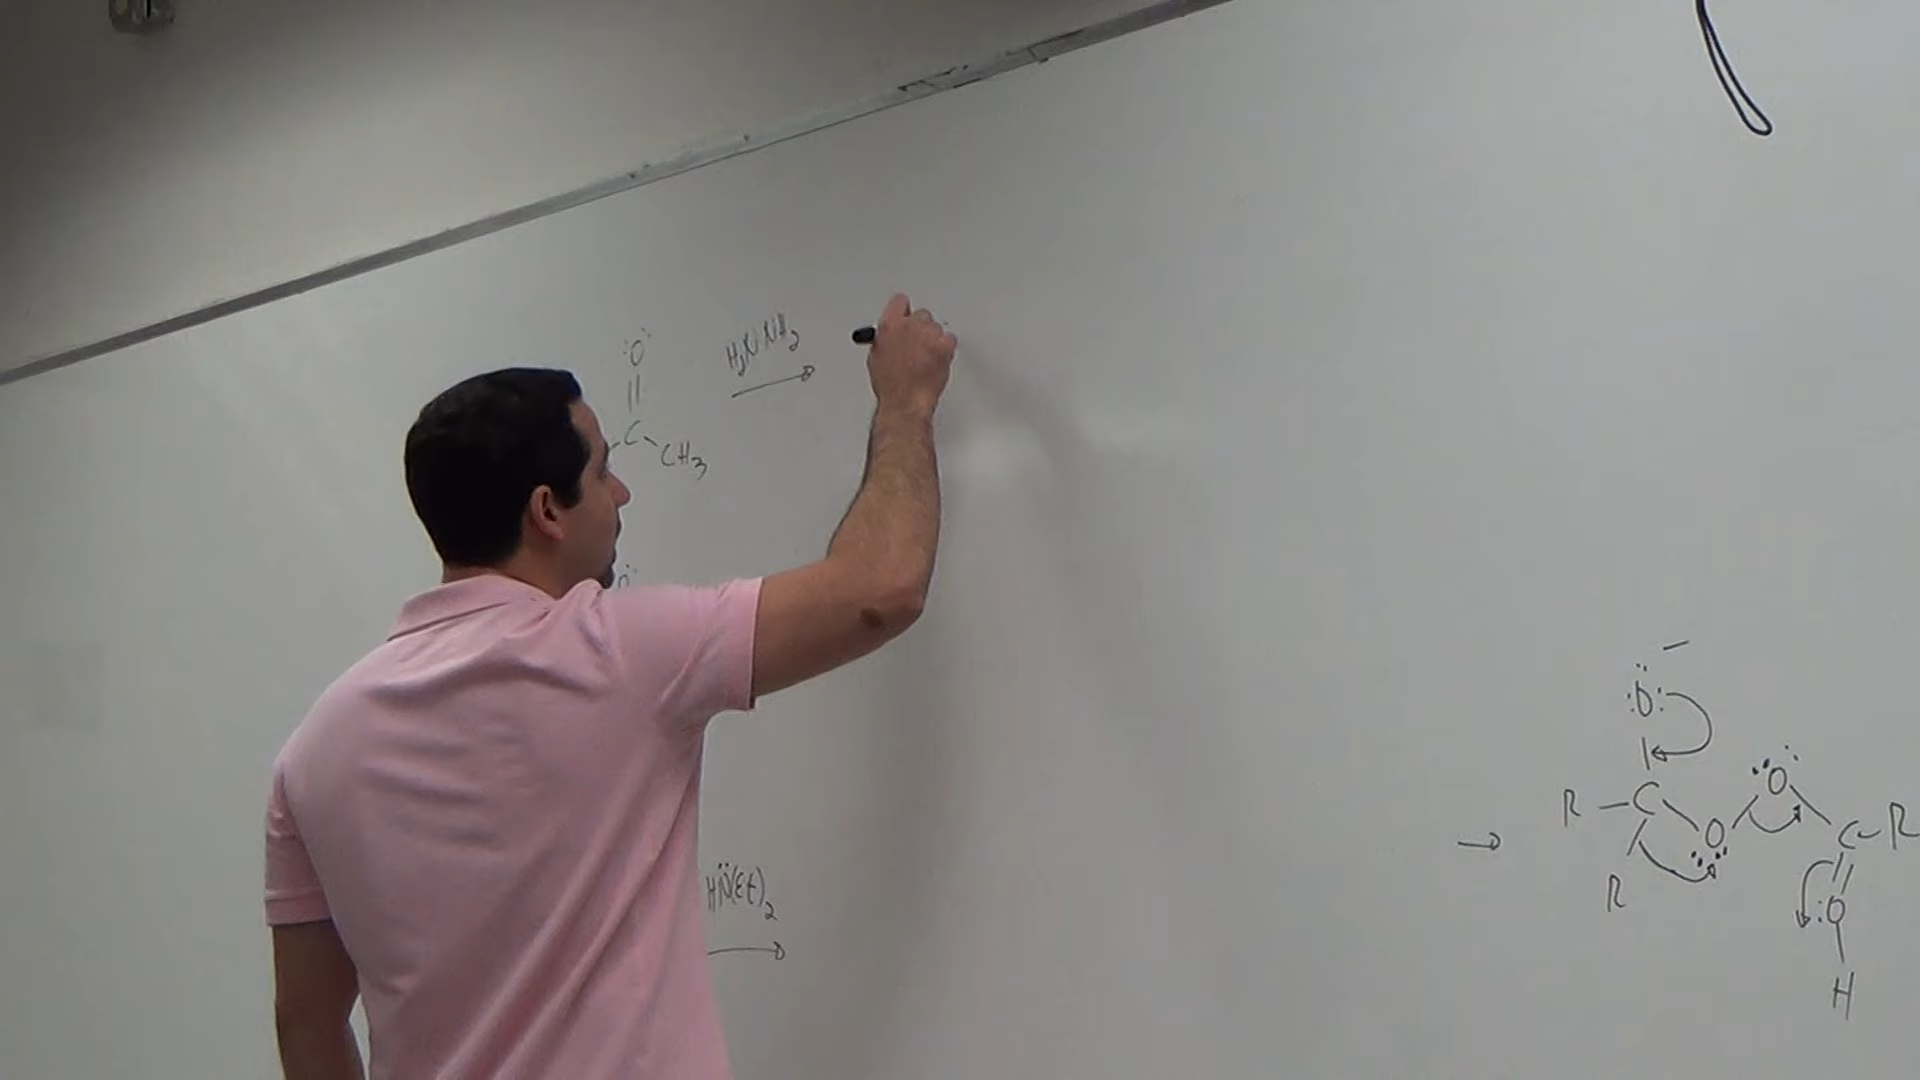 :O:
H2N NH2
C
CH3
O
HN(Et)2
:O: −
R – C
O
O
C – R
R
:O
H